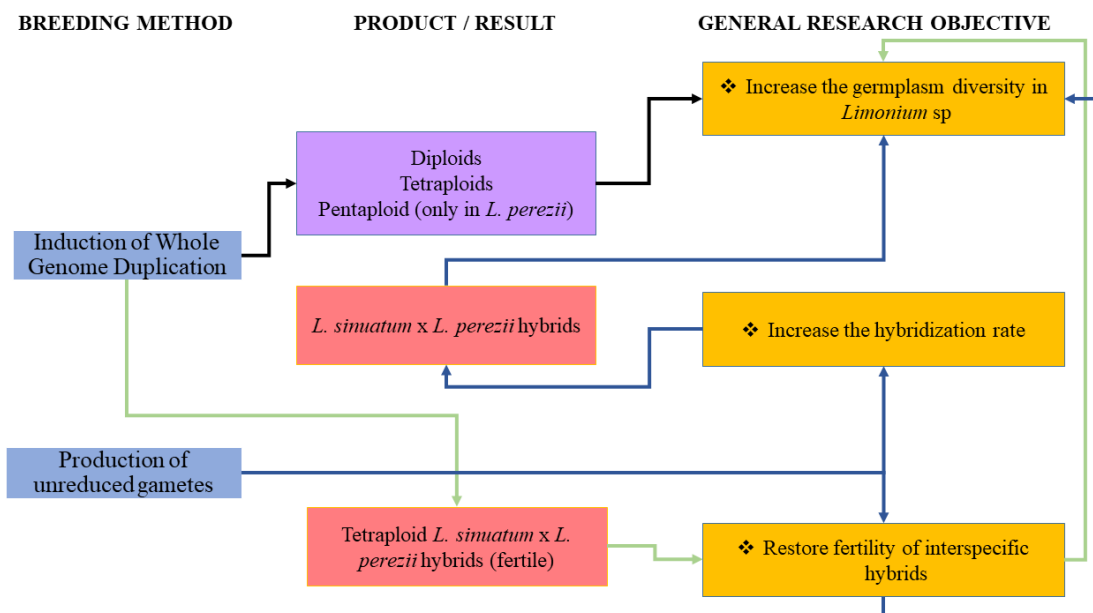 BREEDING METHOD
PRODUCT / RESULT
GENERAL RESEARCH OBJECTIVE
❖ Increase the germplasm diversity in
Limonium sp
Diploids
Tetraploids
Pentaploid (only in L. perezii)
Induction of Whole
Genome Duplication
L. sinuatum x L. perezii hybrids
❖ Increase the hybridization rate
Production of
unreduced gametes
Tetraploid L. sinuatum x L.
perezii hybrids (fertile)
❖ Restore fertility of interspecific
hybrids